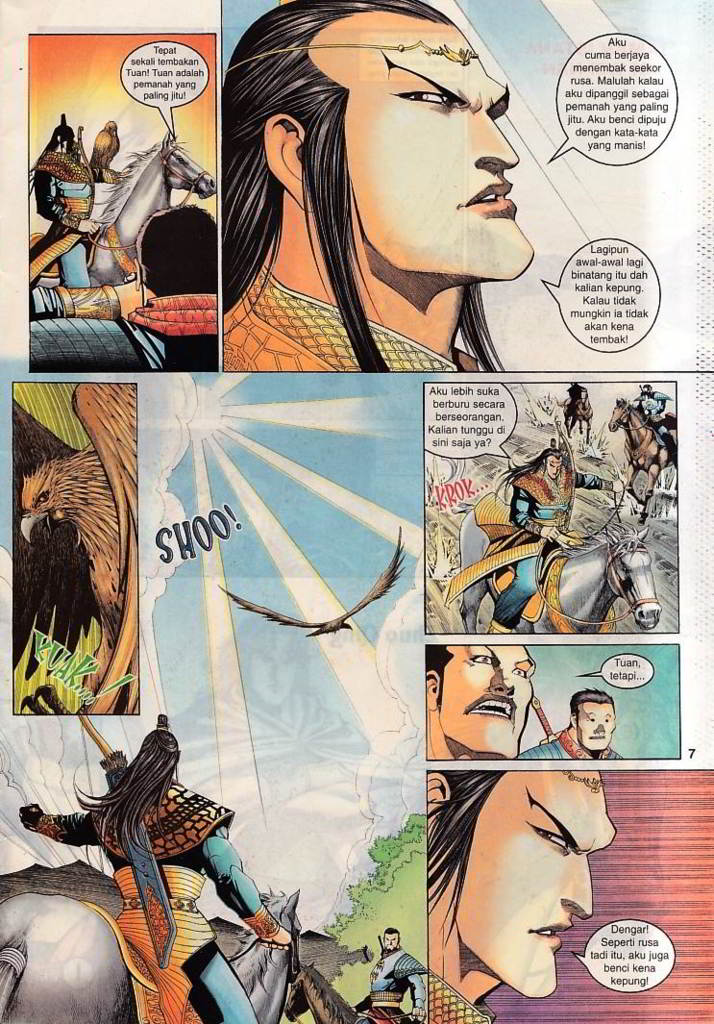 Tepat
sekali tembakan
Tuan! Tuan adalah
pemanah yang
paling jitu!
Aku
cuma berjaya
menembak seekor
rusa. Malulah kalau
aku dipanggil sebagai
pemanah yang paling
jitu. Aku benci dipuju
dengan kata-kata
yang manis!
Lagipun
awal-awal lagi
binatang itu dah
kalian kepung.
Kalau tidak
mungkin ia tidak
akan kena
tembak!
KUAK...!
SHOO!
Aku lebih suka
berburu secara
berseorangan.
Kalian tunggu di
sini saja ya?
KROK...
Tuan,
tetapi...
7
Dengar!
Seperti rusa
tadi itu, aku juga
benci kena
kepung!